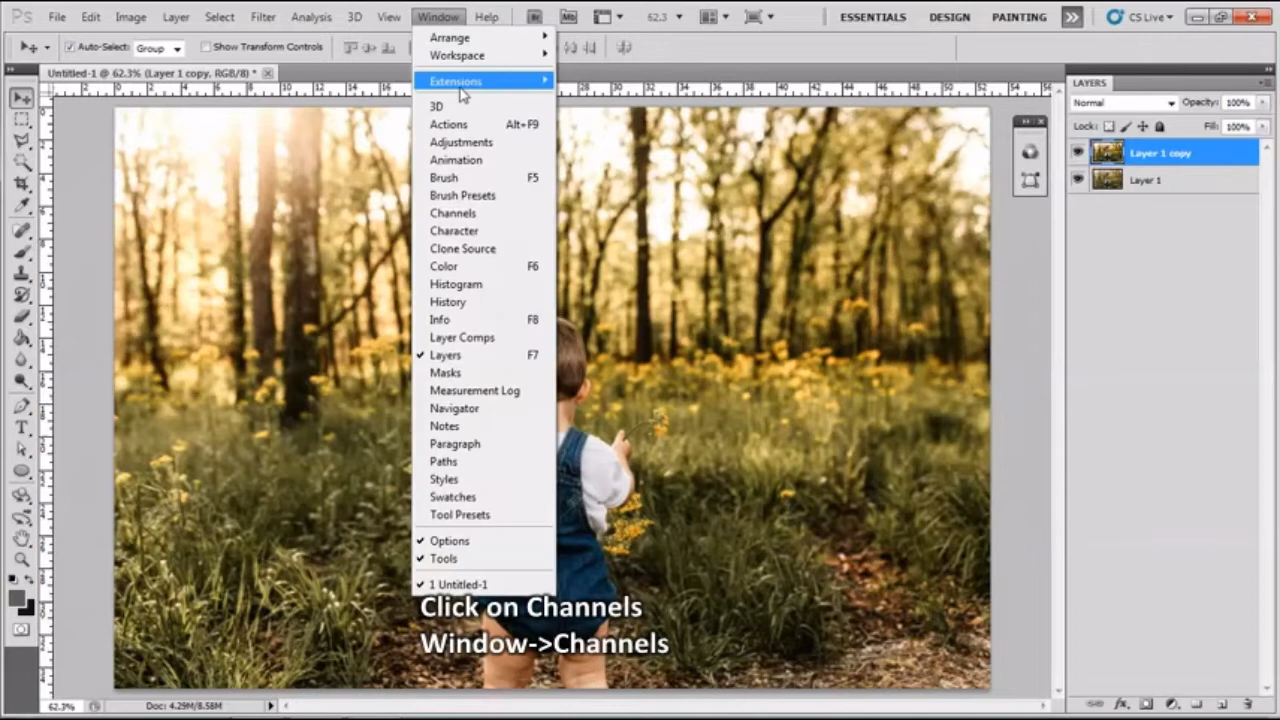 Ps File Edit Image Layer Select Filter Analysis 3D View Window Help Br Mb 62.3 ESSENTIALS DESIGN PAINTING CS Live
Auto-Select: Group Show Transform Controls
Untitled-1 @ 62.3% (Layer 1 copy, RGB/8) *
Arrange
Workspace
Extensions
3D
Actions Alt+F9
Adjustments
Animation
Brush F5
Brush Presets
Channels
Character
Clone Source
Color F6
Histogram
History
Info F8
Layer Comps
Layers F7
Masks
Measurement Log
Navigator
Notes
Paragraph
Paths
Styles
Swatches
Tool Presets
Options
Tools
1 Untitled-1
Click on Channels
Window->Channels
LAYERS
Normal Opacity: 100%
Lock: Fill: 100%
Layer 1 copy
Layer 1
62.3% Doc: 4.29M/8.58M